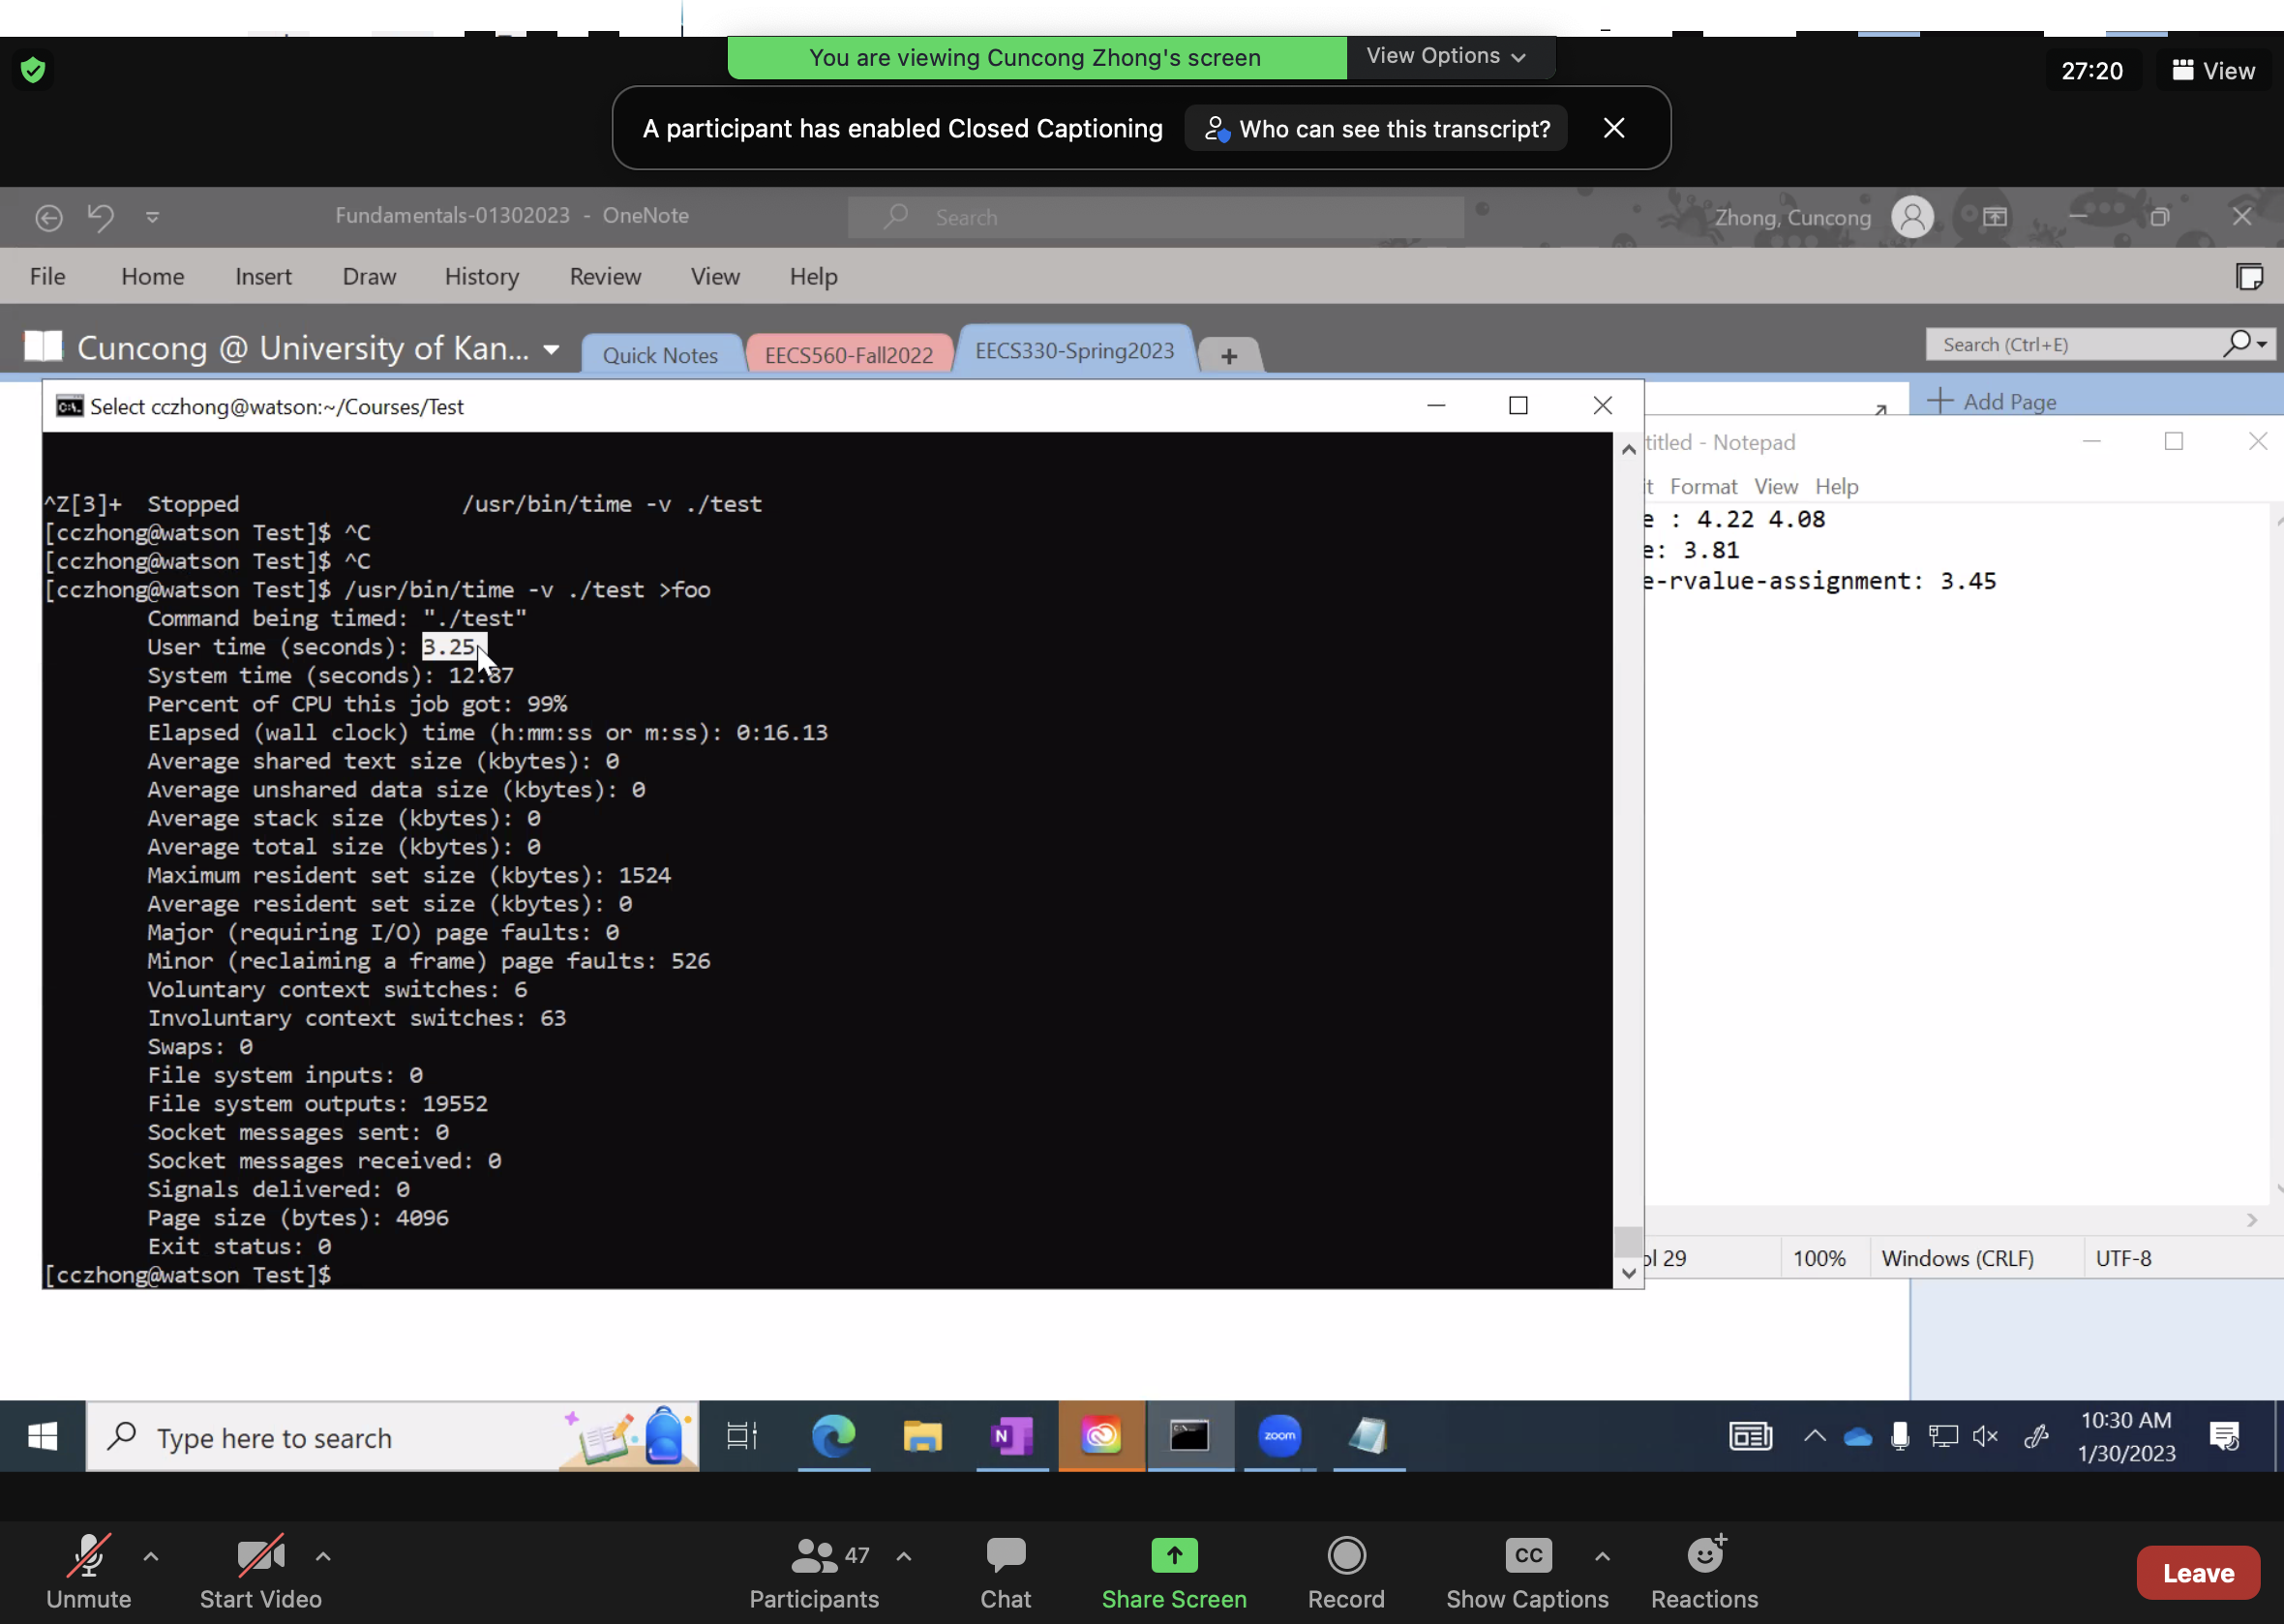 You are viewing Cuncong Zhong's screen
View Options
27:20
View
A participant has enabled Closed Captioning
Who can see this transcript?
Fundamentals-01302023 - OneNote
Search
Zhong, Cuncong
File Home Insert Draw History Review View Help
Cuncong @ University of Kan...
Quick Notes
EECS560-Fall2022
EECS330-Spring2023
+
Search (Ctrl+E)
Add Page
Select cczhong@watson:~/Courses/Test
^Z[3]+ Stopped /usr/bin/time -v ./test
[cczhong@watson Test]$ ^C
[cczhong@watson Test]$ ^C
[cczhong@watson Test]$ /usr/bin/time -v ./test >foo
Command being timed: "./test"
User time (seconds): 3.25
System time (seconds): 12.87
Percent of CPU this job got: 99%
Elapsed (wall clock) time (h:mm:ss or m:ss): 0:16.13
Average shared text size (kbytes): 0
Average unshared data size (kbytes): 0
Average stack size (kbytes): 0
Average total size (kbytes): 0
Maximum resident set size (kbytes): 1524
Average resident set size (kbytes): 0
Major (requiring I/O) page faults: 0
Minor (reclaiming a frame) page faults: 526
Voluntary context switches: 6
Involuntary context switches: 63
Swaps: 0
File system inputs: 0
File system outputs: 19552
Socket messages sent: 0
Socket messages received: 0
Signals delivered: 0
Page size (bytes): 4096
Exit status: 0
[cczhong@watson Test]$
titled - Notepad
t Format View Help
e : 4.22 4.08
e: 3.81
e-rvalue-assignment: 3.45
ol 29
100%
Windows (CRLF)
UTF-8
Type here to search
N
zoom
10:30 AM
1/30/2023
Unmute
Start Video
47
Participants
Chat
Share Screen
Record
CC
Show Captions
Reactions
Leave